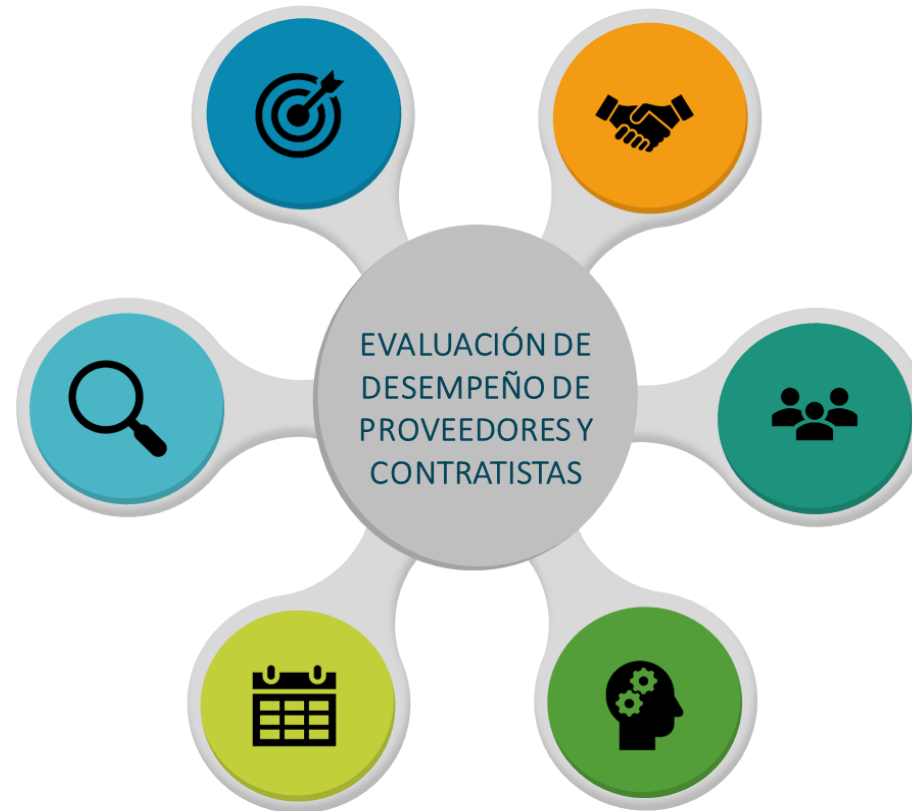 EVALUACIÓN DE
DESEMPEÑO DE
PROVEEDORES Y
CONTRATISTAS